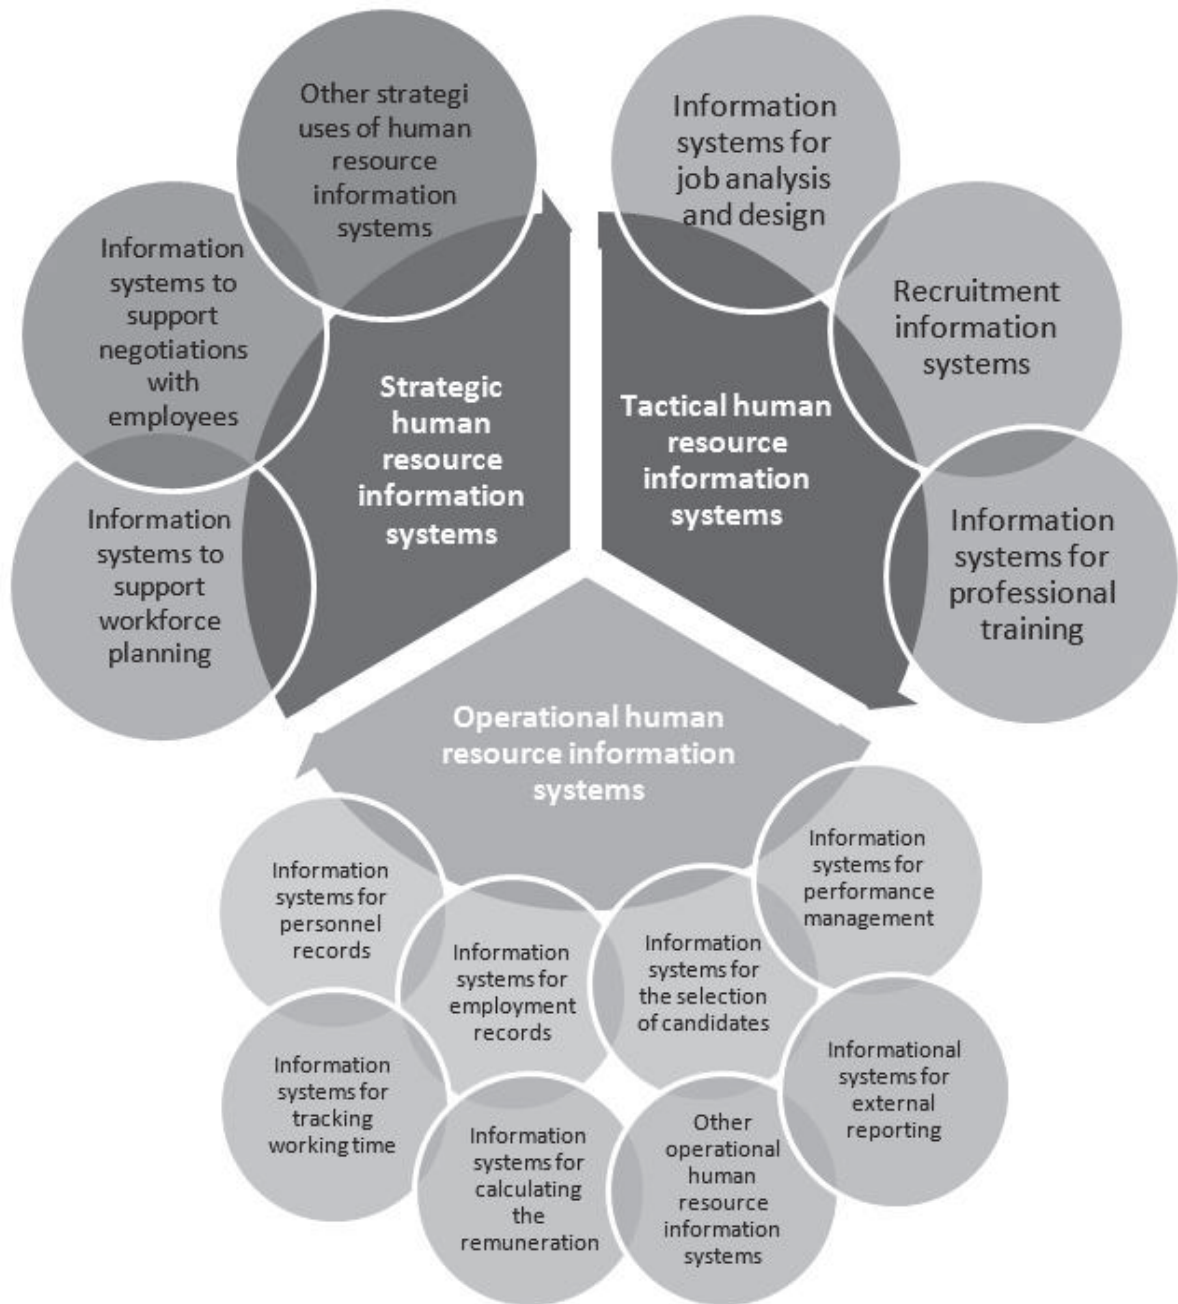 Other strategi
uses of human
resource
information
systems
Information
systems to
support
negotiations
with
employees
Information
systems to
support
workforce
planning
Strategic
human
resource
information
systems
Information
systems for
job analysis
and design
Recruitment
information
systems
Information
systems for
professional
training
Tactical human
resource
information
systems
Operational human
resource information
systems
Information
systems for
personnel
records
Information
systems for
employment
records
Information
systems for
the selection
of candidates
Information
systems for
performance
management
Information
systems for
tracking
working time
Information
systems for
calculating
the
remuneration
Other
operational
human
resource
information
systems
Informational
systems for
external
reporting